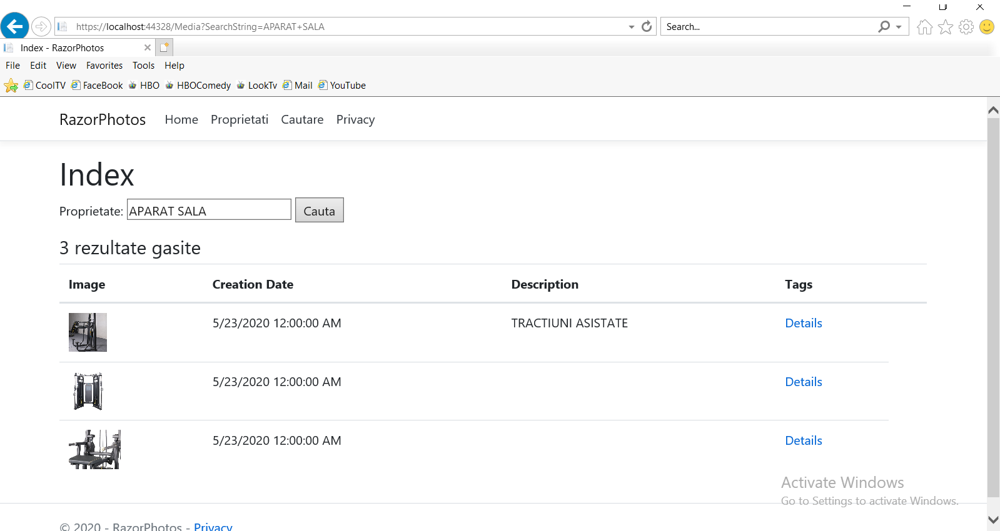 https://localhost:44328/Media?SearchString=APARAT+SALA
Search...
Index - RazorPhotos
File Edit View Favorites Tools Help
CoolTV FaceBook HBO HBOComedy LookTv Mail YouTube
RazorPhotos Home Proprietati Cautare Privacy
Index
Proprietate: APARAT SALA Cauta
3 rezultate gasite
Image Creation Date Description Tags
5/23/2020 12:00:00 AM TRACTIUNI ASISTATE Details
5/23/2020 12:00:00 AM Details
5/23/2020 12:00:00 AM Details
Activate Windows
Go to Settings to activate Windows.
© 2020 - RazorPhotos - Privacy